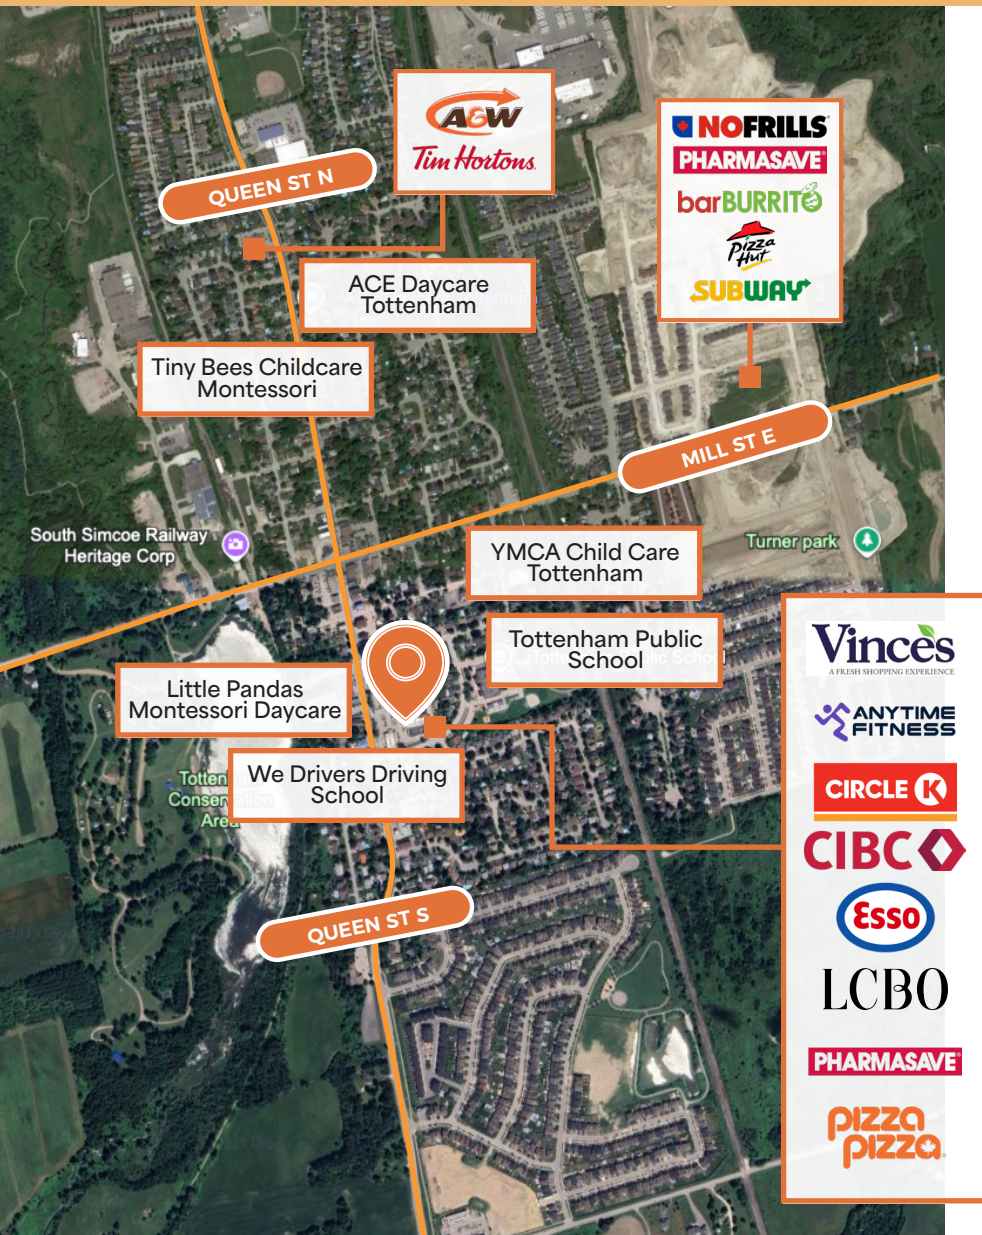 A&W
Tim Hortons.
NOFRILLS
PHARMASAVE
barBURRITO
Pizza
Hut
SUBWAY
QUEEN ST N
ACE Daycare
Tottenham
Tiny Bees Childcare
Montessori
MILL ST E
South Simcoe Railway
Heritage Corp
YMCA Child Care
Tottenham
Turner park
Tottenham Public
School
Vince's
A FRESH SHOPPING EXPERIENCE
Little Pandas
Montessori Daycare
ANYTIME
FITNESS
We Drivers Driving
School
Area
CIRCLE K
CIBC
Esso
QUEEN ST S
LCBO
PHARMASAVE
pizza
pizza